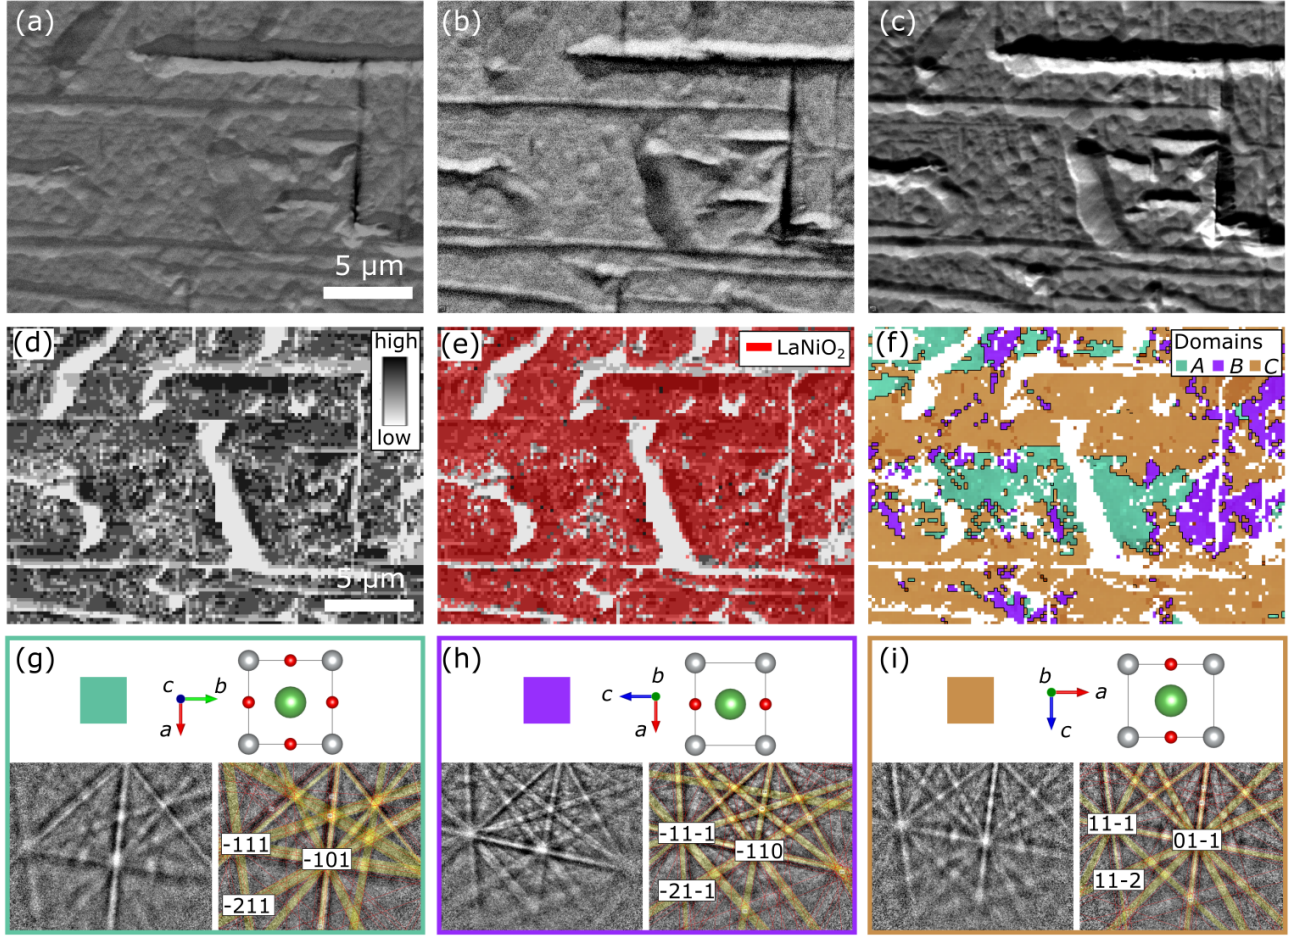 (a)
(b)
(c)
5 μm
(d)
high
low
5 μm
(e)
LaNiO₂
(f)
Domains
A B C
(g)
c b
a
-111
-101
-211
(h)
c b
a
-11-1
-110
-21-1
(i)
b
a
c
11-1
01-1
11-2